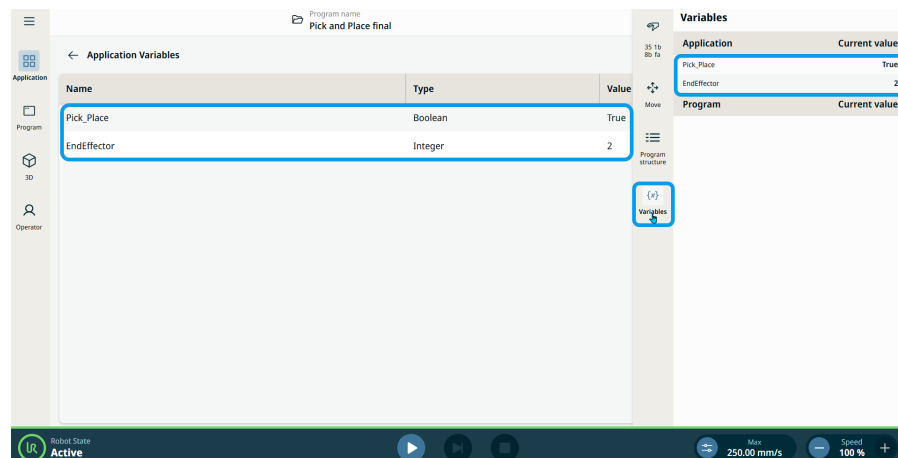 Program name
Pick and Place final
Application
Program
3D
Operator
Application Variables
Name Type Value
Pick_Place Boolean True
EndEffector Integer 2
35 1b
8b fa
Move
Program
structure
{x}
Variables
Variables
Application Current value
Pick_Place True
EndEffector 2
Program Current value
UR
Robot State
Active
Max
250.00 mm/s
Speed
100 %